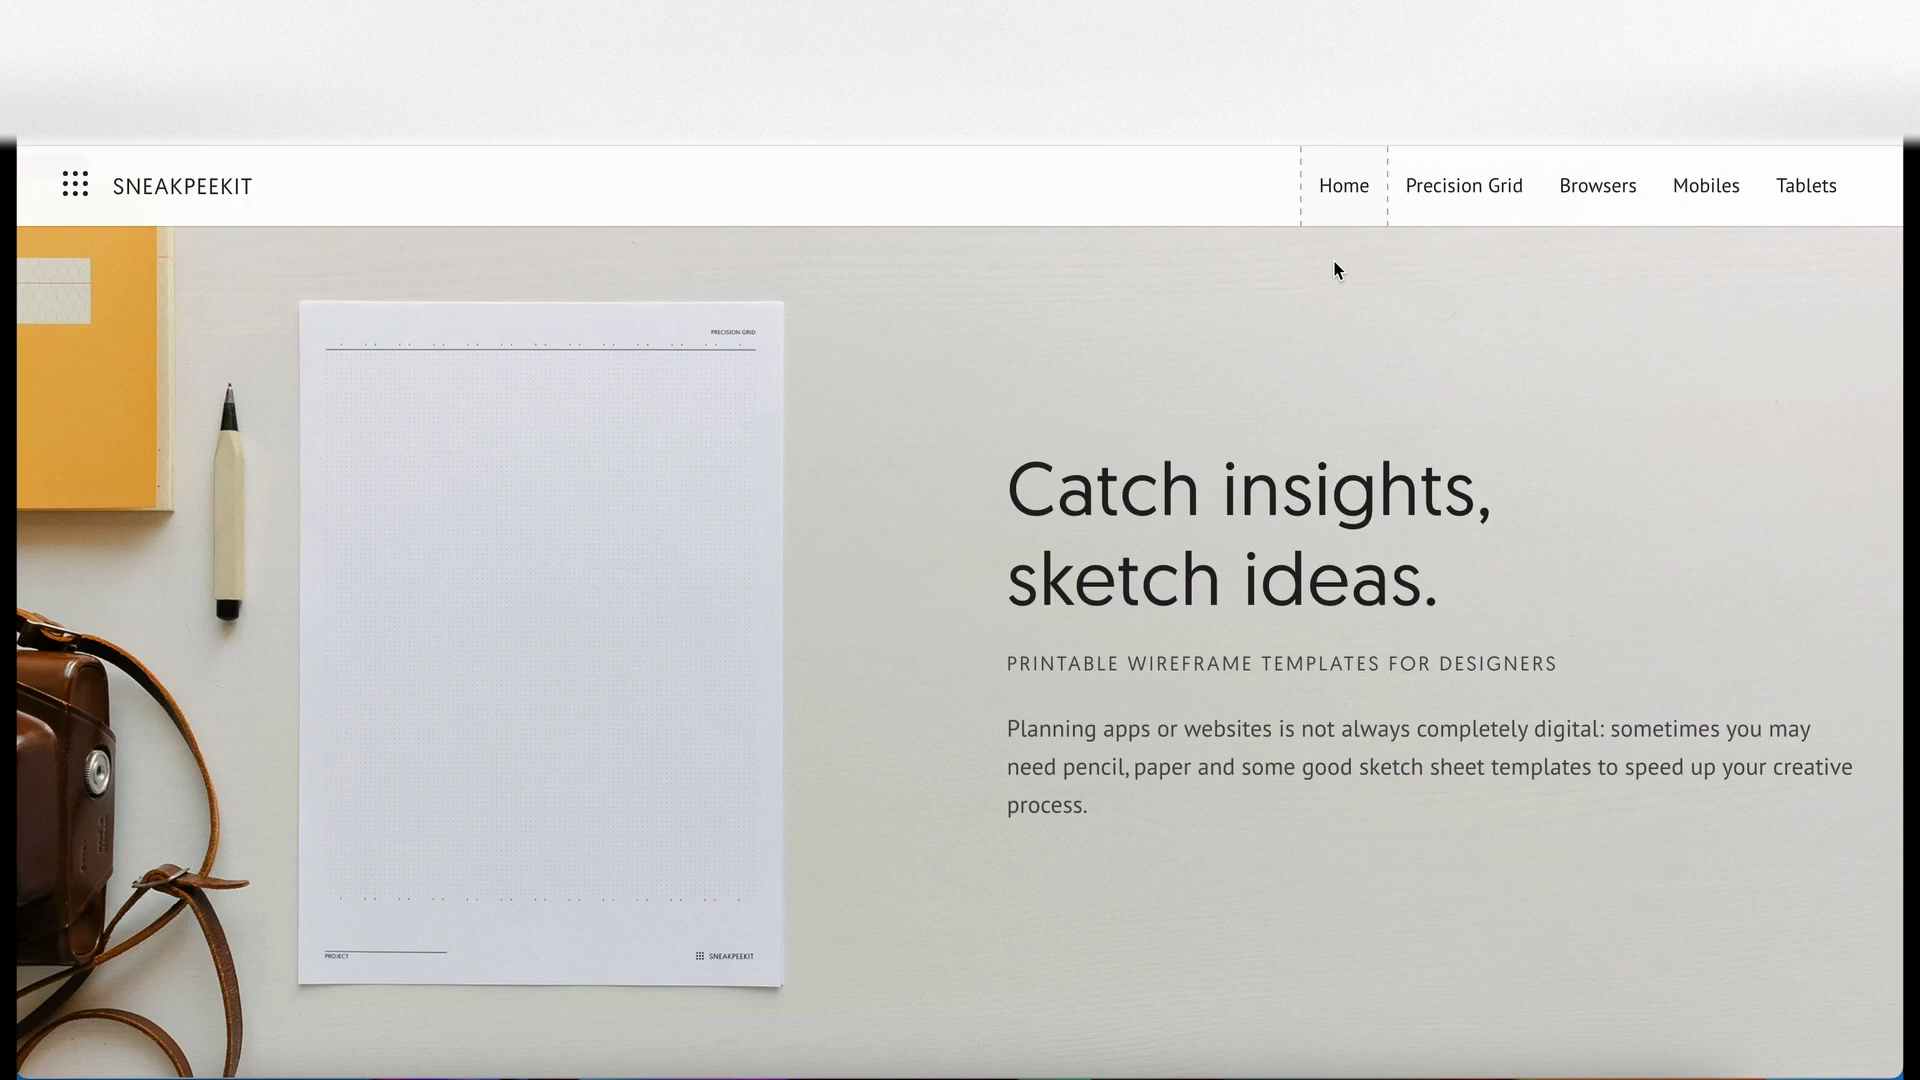 SNEAKPEEKIT
Home
Precision Grid
Browsers
Mobiles
Tablets
PRECISION GRID
Catch insights,
sketch ideas.
PRINTABLE WIREFRAME TEMPLATES FOR DESIGNERS
Planning apps or websites is not always completely digital: sometimes you may
need pencil, paper and some good sketch sheet templates to speed up your creative
process.
PROJECT
SNEAKPEEKIT